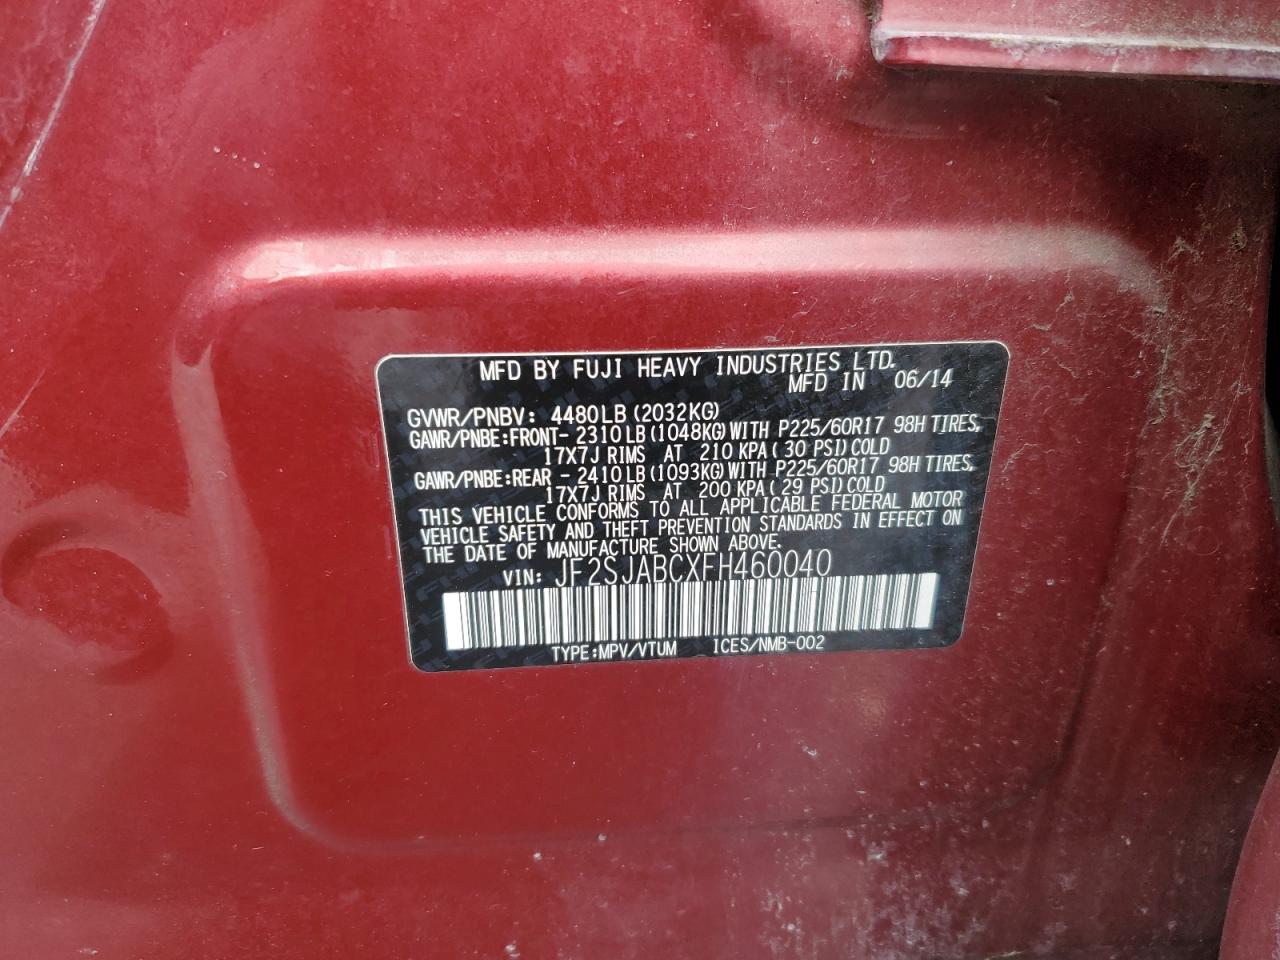 MFD BY FUJI HEAVY INDUSTRIES LTD.
MFD IN 06/14
GVWR/PNBV: 4480LB (2032KG)
GAWR/PNBE:FRONT- 2310LB (1048KG) WITH P225/60R17 98H TIRES,
17X7J RIMS AT 210 KPA( 30 PSI) COLD
GAWR/PNBE:REAR - 2410LB (1093KG) WITH P225/60R17 98H TIRES,
17X7J RIMS AT 200 KPA( 29 PSI) COLD
THIS VEHICLE CONFORMS TO ALL APPLICABLE FEDERAL MOTOR
VEHICLE SAFETY AND THEFT PREVENTION STANDARDS IN EFFECT ON
THE DATE OF MANUFACTURE SHOWN ABOVE.
VIN: JF2SJABCXFH460040
TYPE:MPV/VTUM ICES/NMB-002